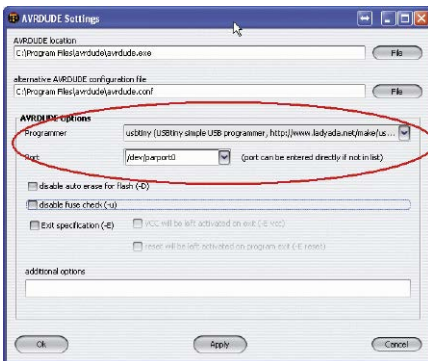 AVRDUDE Settings
AVRDUDE location
C:\Program Files\avrdude\avrdude.exe
File
alternative AVRDUDE configuration file
C:\Program Files\avrdude\avrdude.conf
File
AVRDUDE Options
Programmer
usbtiny (USBtiny simple USB programmer, http://www.ladyada.net/make/us...
Port
/dev/parport0
(port can be entered directly if not in list)
disable auto erase for flash (-D)
disable fuse check (-u)
Exit specification (-E)
VCC will be left activated on exit (-E vcc)
reset will be left activated on program exit (-E reset)
additional options
Ok
Apply
Cancel